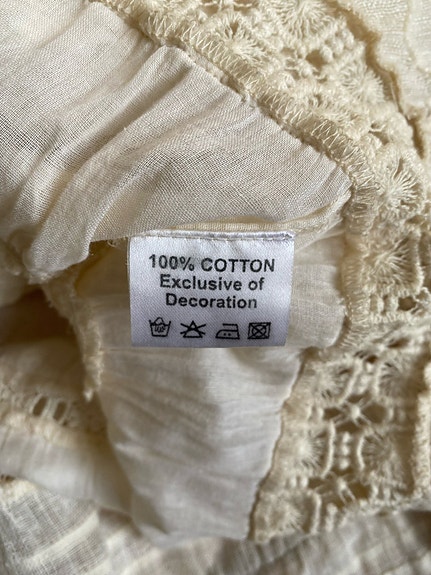 100% COTTON
Exclusive of
Decoration